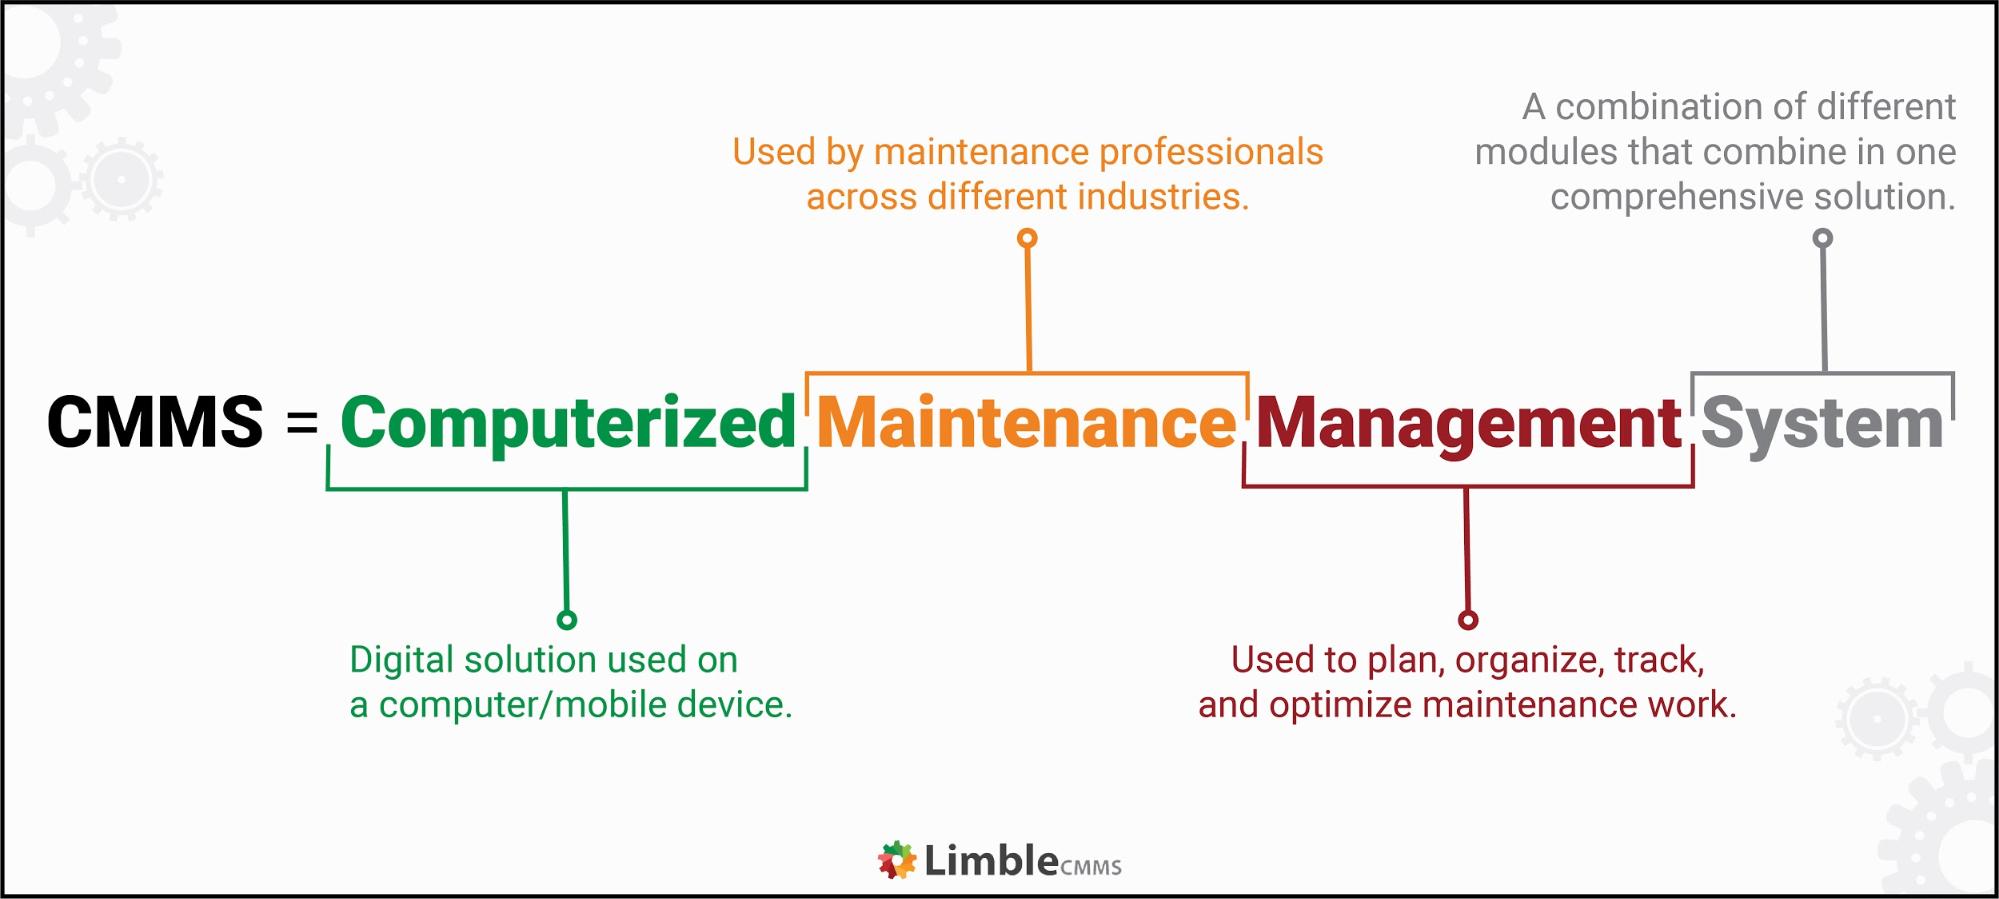 A combination of different
modules that combine in one
comprehensive solution.
Used by maintenance professionals
across different industries.
CMMS = Computerized Maintenance Management System
Digital solution used on
a computer/mobile device.
Used to plan, organize, track,
and optimize maintenance work.
Limble CMMS